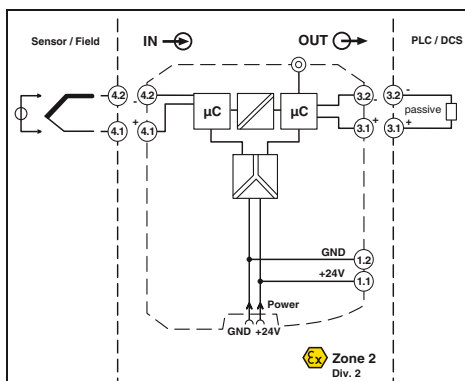 Sensor / Field
IN
OUT
PLC / DCS
4.2
4.2
-
µC
µC
3.2
-
3.2
-
passive
4.1
+
4.1
3.1
+
3.1
+
GND
1.2
+24V
1.1
Power
GND +24V
Ex Zone 2
Div. 2